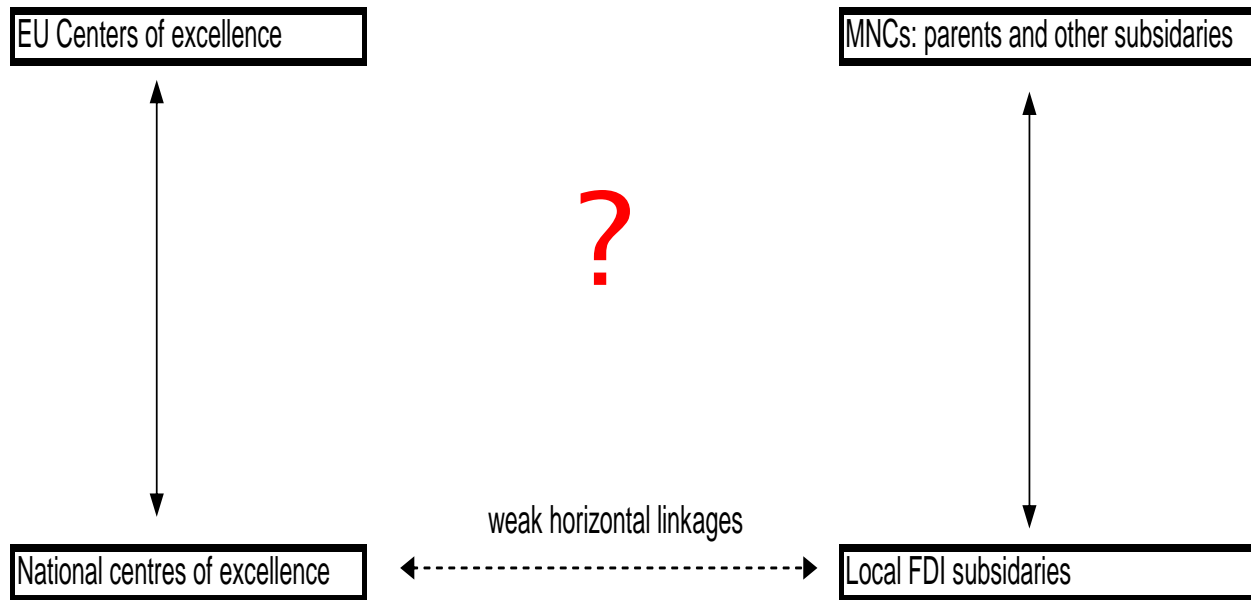 EU Centers of excellence
MNCs: parents and other subsidaries
?
weak horizontal linkages
National centres of excellence
Local FDI subsidaries